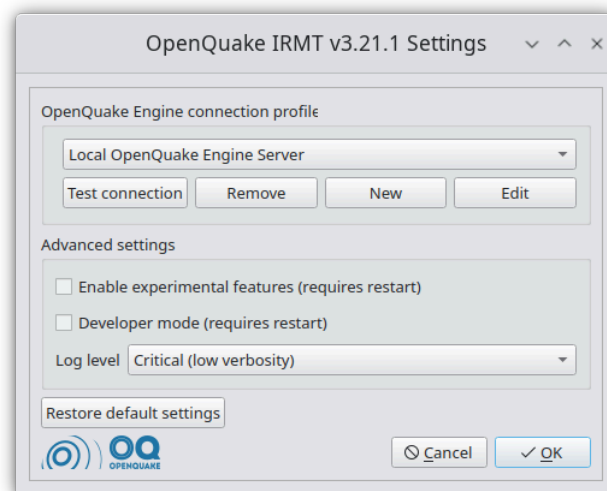 OpenQuake IRMT v3.21.1 Settings
OpenQuake Engine connection profile
Local OpenQuake Engine Server
Test connection Remove New Edit
Advanced settings
Enable experimental features (requires restart)
Developer mode (requires restart)
Log level Critical (low verbosity)
Restore default settings
OQ
OPENQUAKE
Cancel OK